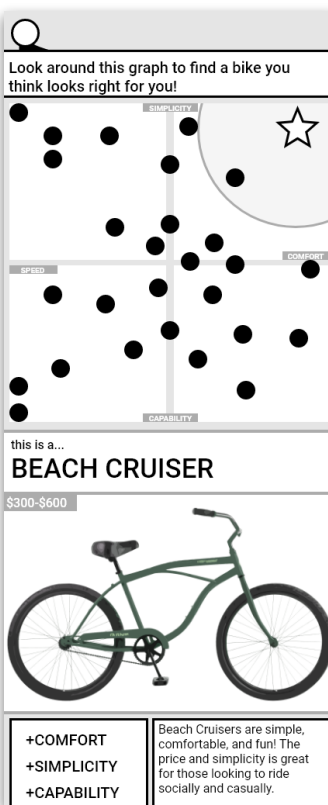 Look around this graph to find a bike you
think looks right for you!
SIMPLICITY
COMFORT
SPEED
CAPABILITY
this is a...
BEACH CRUISER
$300-$600
+COMFORT
+SIMPLICITY
+CAPABILITY
Beach Cruisers are simple,
comfortable, and fun! The
price and simplicity is great
for those looking to ride
socially and casually.